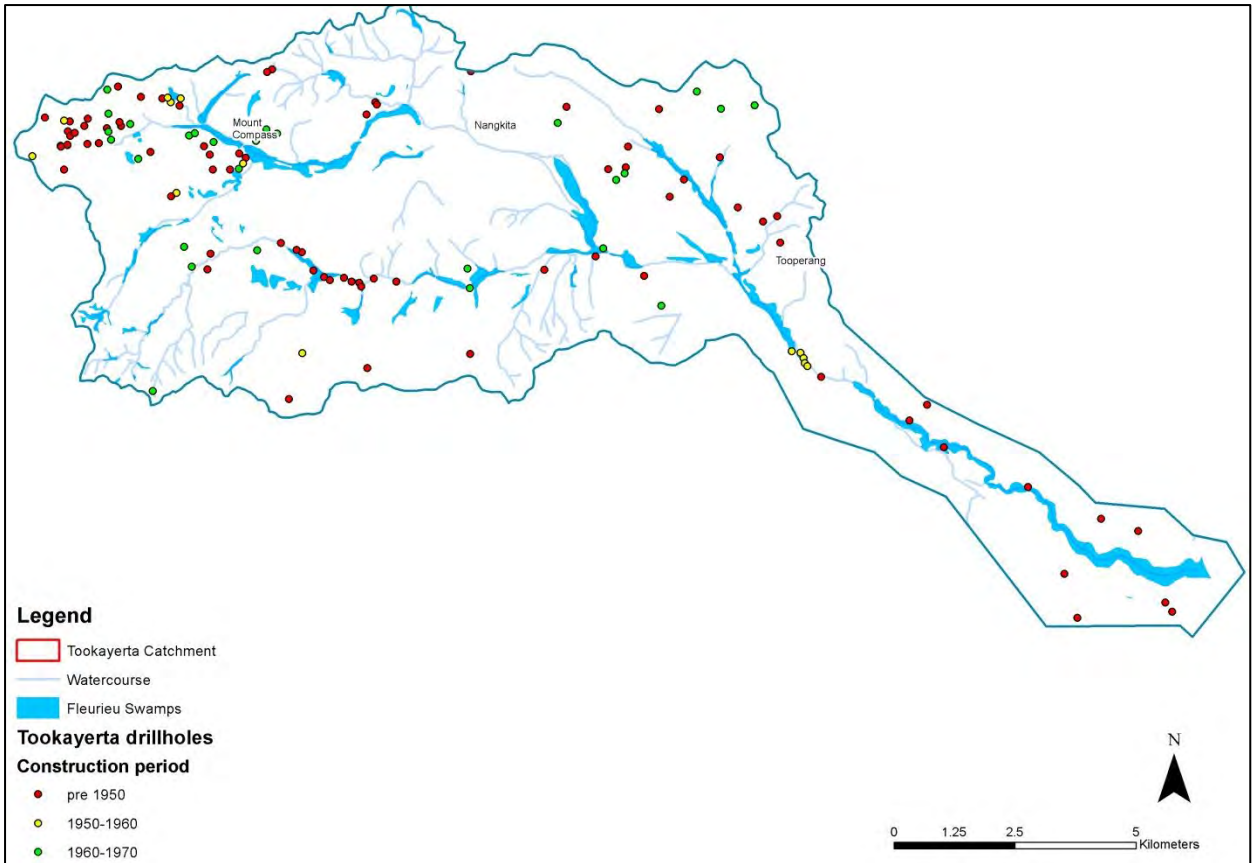 Mount
Compass
Nangkita
Tooperang
Legend
Tookayerta Catchment
Watercourse
Fleurieu Swamps
Tookayerta drillholes
Construction period
pre 1950
1950-1960
1960-1970
N
0 1.25 2.5 5
Kilometers